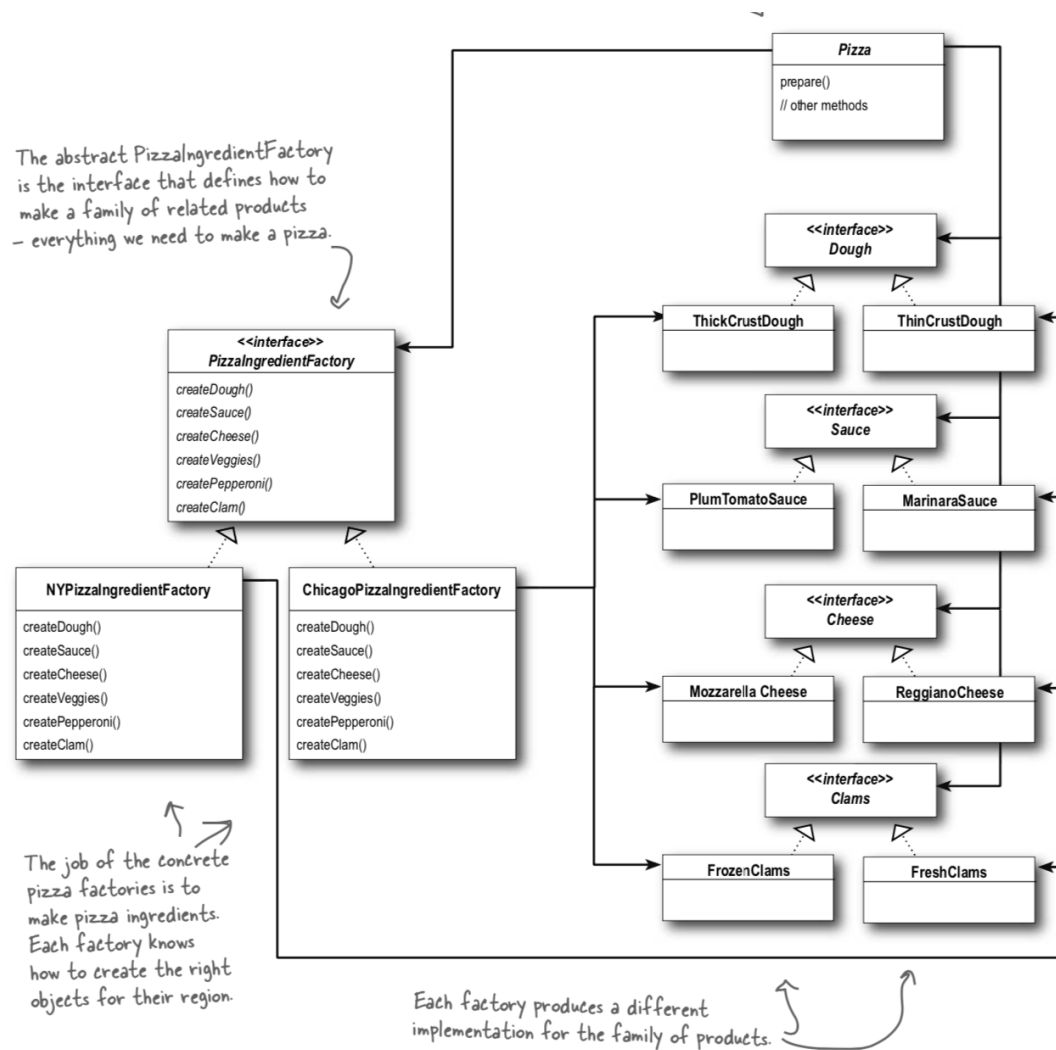 Pizza
prepare()
// other methods
The abstract PizzaIngredientFactory
is the interface that defines how to
make a family of related products
– everything we need to make a pizza.
<<interface>>
Dough
ThickCrustDough
ThinCrustDough
<<interface>>
PizzaIngredientFactory
createDough()
createSauce()
createCheese()
createVeggies()
createPepperoni()
createClam()
<<interface>>
Sauce
PlumTomatoSauce
MarinaraSauce
NYPizzaIngredientFactory
createDough()
createSauce()
createCheese()
createVeggies()
createPepperoni()
createClam()
ChicagoPizzaIngredientFactory
createDough()
createSauce()
createCheese()
createVeggies()
createPepperoni()
createClam()
<<interface>>
Cheese
Mozzarella Cheese
ReggianoCheese
<<interface>>
Clams
FrozenClams
FreshClams
The job of the concrete
pizza factories is to
make pizza ingredients.
Each factory knows
how to create the right
objects for their region.
Each factory produces a different
implementation for the family of products.